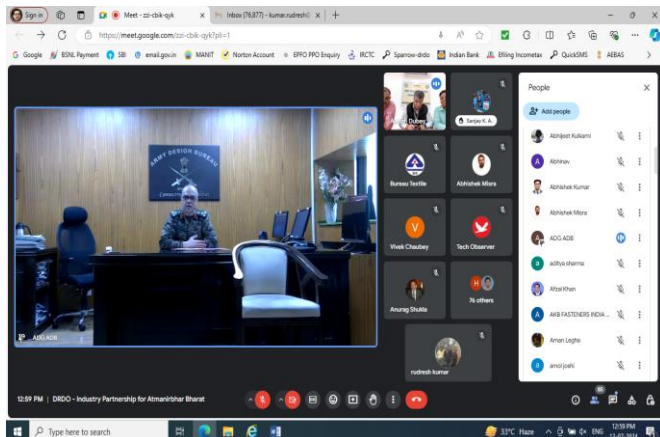 Sign in
Meet - zzi-cbik-qyk
Inbox (76,877) - kumar.rudresh@
https://meet.google.com/zzi-cbik-qyk?pli=1
Google
BSNL Payment
SBI
email.gov.in
MANIT
Norton Account
EPFO PPO Enquiry
IRCTC
Sparrow-drdo
Indian Bank
Efiling Incometax
QuickSMS
AEBAS
ARMY DESIGN BUREAU
ADG ADB
Dubey
Sanjay K. A.
Bureau Textile
Abhishek Misra
Vivek Chaubey
Tech Observer
Anurag Shukla
H
76 others
rudresh kumar
People
Add people
Abhijeet Kulkarni
Abhinav
Abhishek Kumar
Abhishek Misra
ADG ADB
aditya sharma
Afzal Khan
AKB FASTENERS INDIA ...
Aman Leghe
amol joshi
12:59 PM | DRDO - Industry Partnership for Atmanirbhar Bharat
Type here to search
33°C Haze
ENG
12:59 PM
12-07-2024